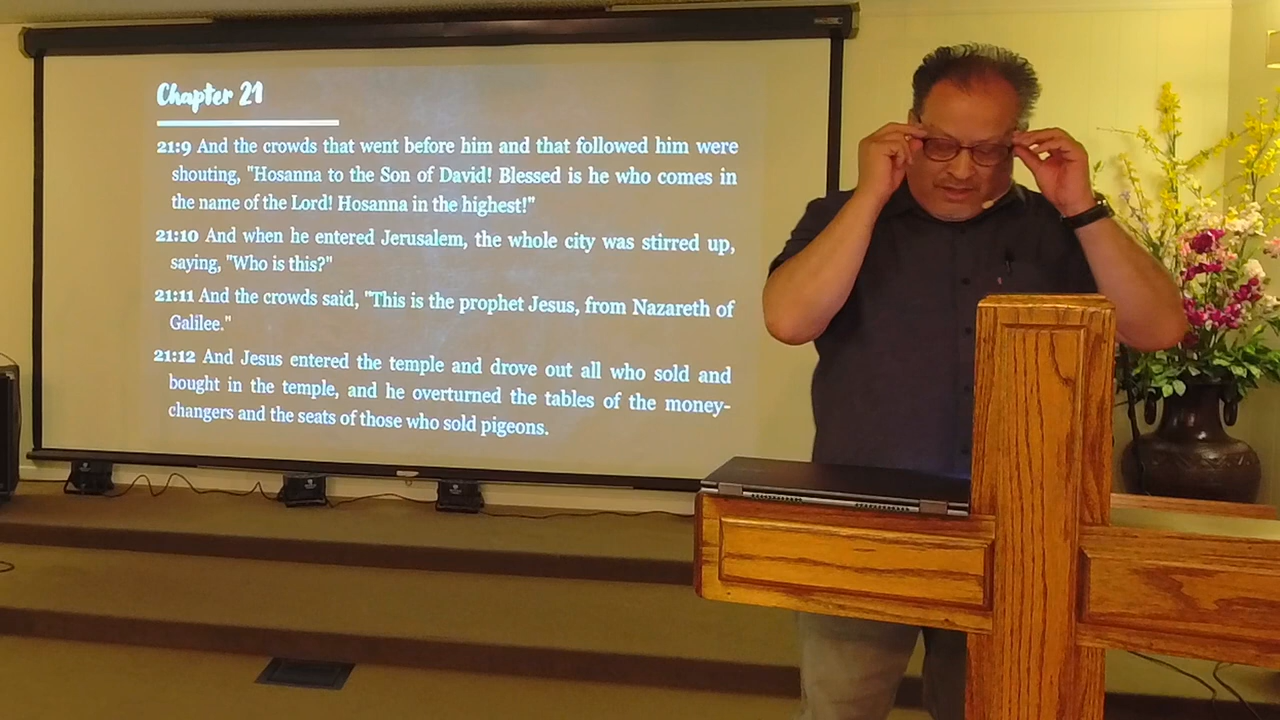 Chapter 21
21:9 And the crowds that went before him and that followed him were
shouting, "Hosanna to the Son of David! Blessed is he who comes in
the name of the Lord! Hosanna in the highest!"
21:10 And when he entered Jerusalem, the whole city was stirred up,
saying, "Who is this?"
21:11 And the crowds said, "This is the prophet Jesus, from Nazareth of
Galilee."
21:12 And Jesus entered the temple and drove out all who sold and
bought in the temple, and he overturned the tables of the money-
changers and the seats of those who sold pigeons.